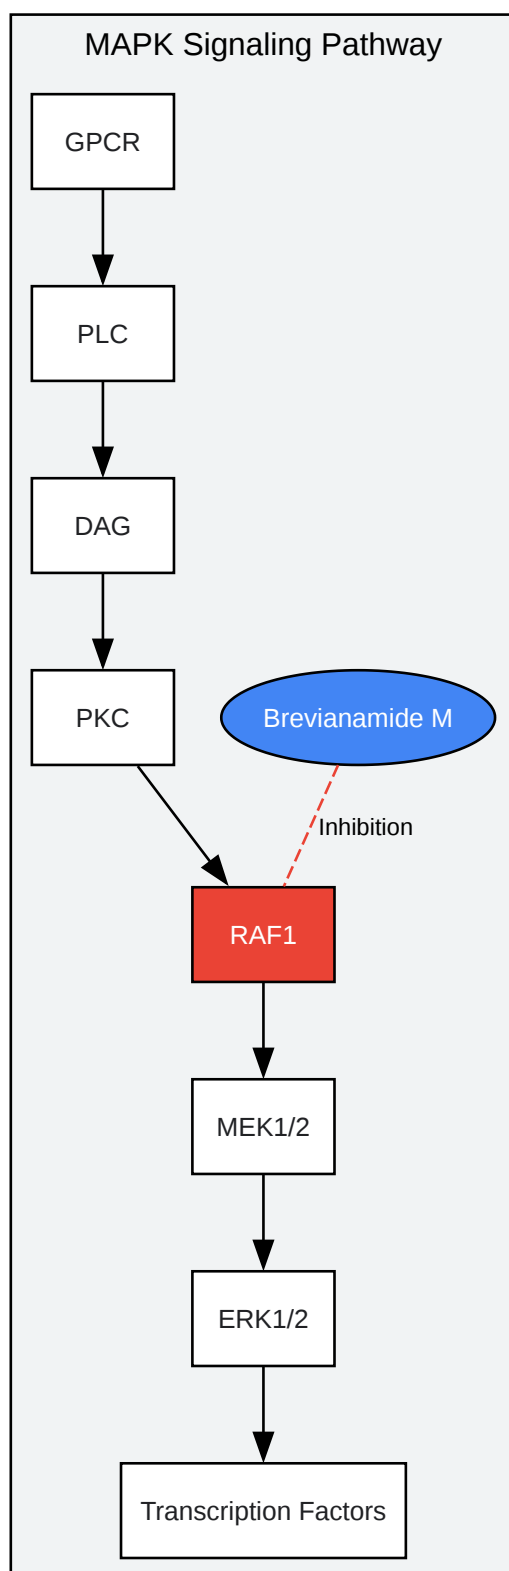 MAPK Signaling Pathway
GPCR
PLC
DAG
PKC
Brevianamide M
Inhibition
RAF1
MEK1/2
ERK1/2
Transcription Factors